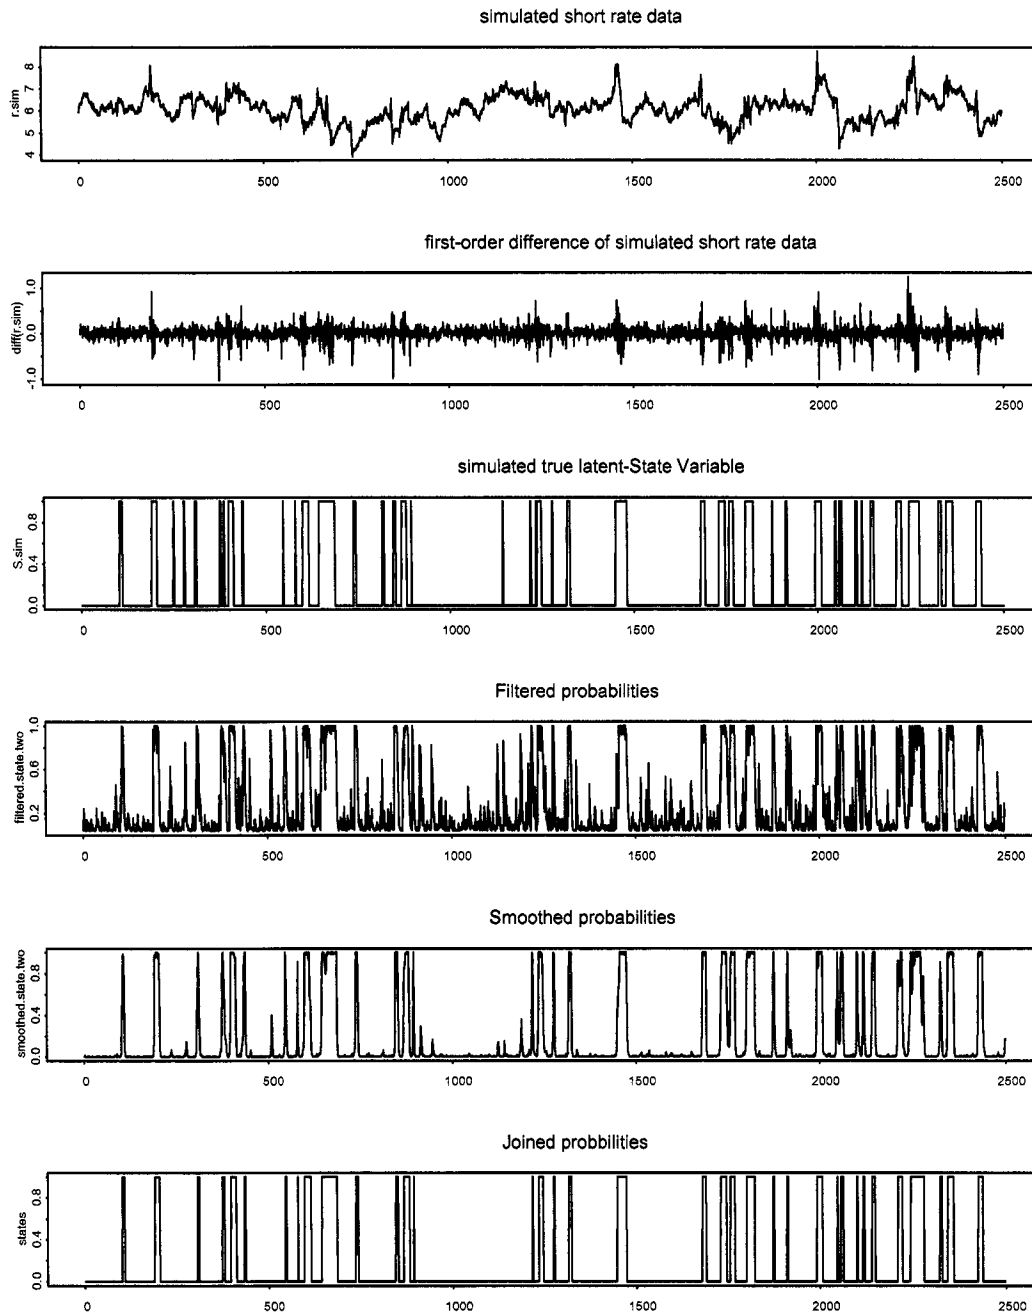 simulated short rate data
r.sim
8
7
6
5
4
0 500 1000 1500 2000 2500
first-order difference of simulated short rate data
diff(r.sim)
1.0
0.0
-1.0
0 500 1000 1500 2000 2500
simulated true latent-State Variable
S.sim
0.8
0.4
0.0
0 500 1000 1500 2000 2500
Filtered probabilities
filtered.state.two
1.0
0.6
0.2
0 500 1000 1500 2000 2500
Smoothed probabilities
smoothed.state.two
0.8
0.4
0.0
0 500 1000 1500 2000 2500
Joined probbilities
states
0.8
0.4
0.0
0 500 1000 1500 2000 2500